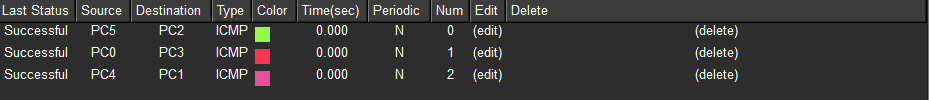 Last Status Source Destination Type Color Time(sec) Periodic Num Edit Delete
Successful PC5 PC2 ICMP 0.000 N 0 (edit) (delete)
Successful PC0 PC3 ICMP 0.000 N 1 (edit) (delete)
Successful PC4 PC1 ICMP 0.000 N 2 (edit) (delete)